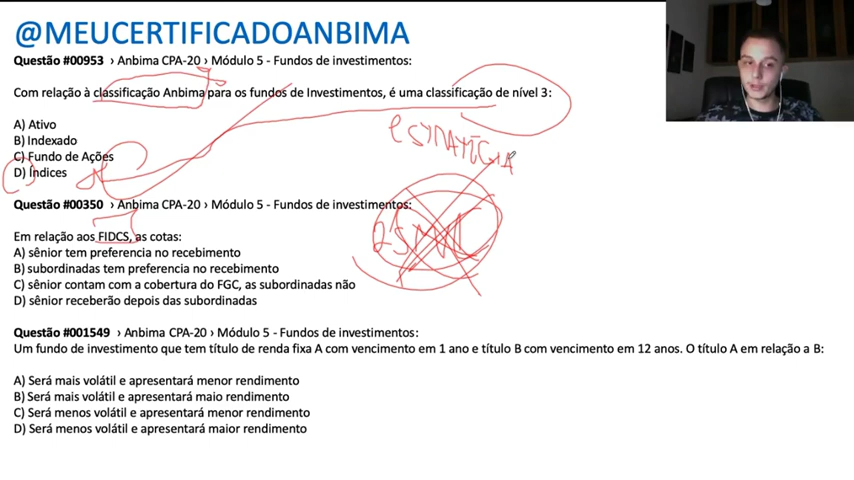 @MEUCERTIFICADOANBIMA
Questão #00953 › Anbima CPA-20 › Módulo 5 - Fundos de investimentos:
Com relação à classificação Anbima para os fundos de Investimentos, é uma classificação de nível 3:
A) Ativo
B) Indexado
C) Fundo de Ações
D) Índices
ESTRATÉGIA
Questão #00350 › Anbima CPA-20 › Módulo 5 - Fundos de investimentos:
Em relação aos FIDCS, as cotas:
A) sênior tem preferencia no recebimento
B) subordinadas tem preferencia no recebimento
C) sênior contam com a cobertura do FGC, as subordinadas não
D) sênior receberão depois das subordinadas
Questão #001549 › Anbima CPA-20 › Módulo 5 - Fundos de investimentos:
Um fundo de investimento que tem título de renda fixa A com vencimento em 1 ano e título B com vencimento em 12 anos. O título A em relação a B:
A) Será mais volátil e apresentará menor rendimento
B) Será mais volátil e apresentará maio rendimento
C) Será menos volátil e apresentará menor rendimento
D) Será menos volátil e apresentará maior rendimento